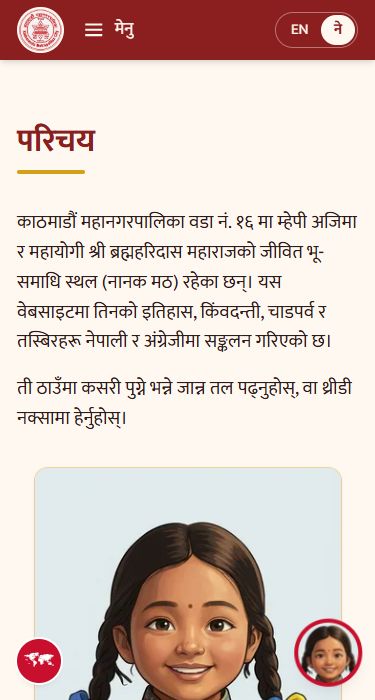 मेनु
EN
ने
परिचय
काठमाडौं महानगरपालिका वडा नं. १६ मा म्हेपी अजिमा
र महायोगी श्री ब्रह्महरिदास महाराजको जीवित भू-
समाधि स्थल (नानक मठ) रहेका छन्। यस
वेबसाइटमा तिनको इतिहास, किंवदन्ती, चाडपर्व र
तस्बिरहरू नेपाली र अंग्रेजीमा सङ्कलन गरिएको छ।
ती ठाउँमा कसरी पुग्ने भन्ने जान्न तल पढ्नुहोस्, वा थ्रीडी
नक्सामा हेर्नुहोस्।